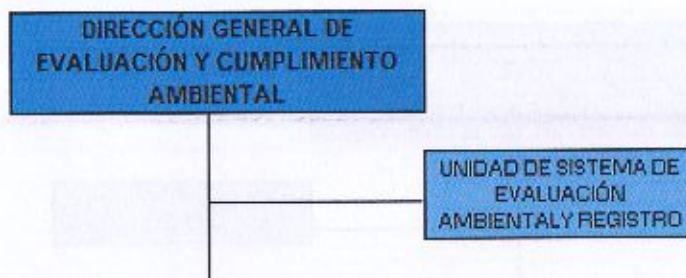 DIRECCIÓN GENERAL DE
EVALUACIÓN Y CUMPLIMIENTO
AMBIENTAL
UNIDAD DE SISTEMA DE
EVALUACIÓN
AMBIENTALY REGISTRO